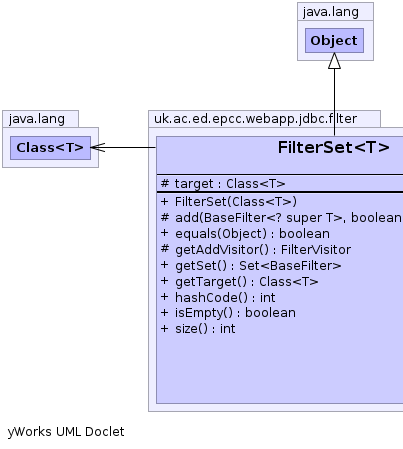 java.lang
Object
java.lang
Class<T>
uk.ac.ed.epcc.webapp.jdbc.filter
FilterSet<T>
# target : Class<T>
+ FilterSet(Class<T>)
# add(BaseFilter<? super T>, boolean
+ equals(Object) : boolean
# getAddVisitor() : FilterVisitor
+ getSet() : Set<BaseFilter>
+ getTarget() : Class<T>
+ hashCode() : int
+ isEmpty() : boolean
+ size() : int
yWorks UML Doclet